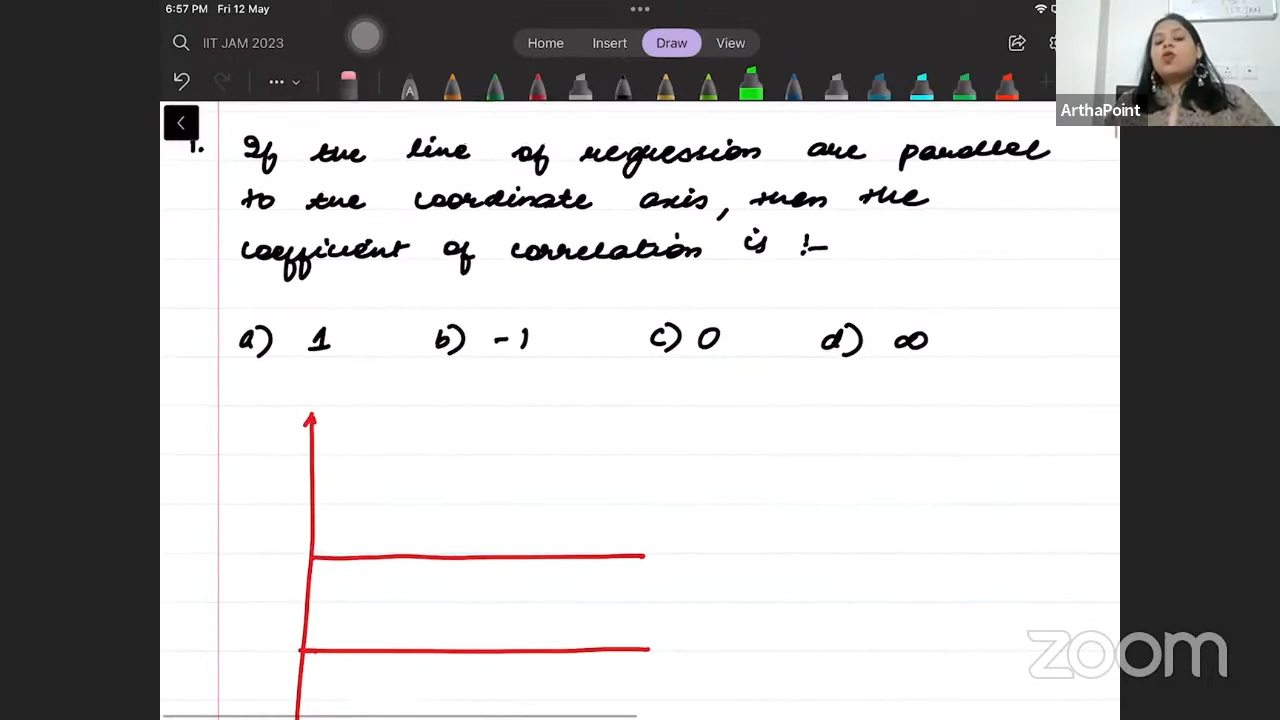 6:57 PM Fri 12 May
IIT JAM 2023
Home Insert Draw View
A
ArthaPoint
1. If the line of regression are parallel
to the coordinate axis, then the
coefficient of correlation is :-
a) 1 b) -1 c) 0 d) ∞
zoom